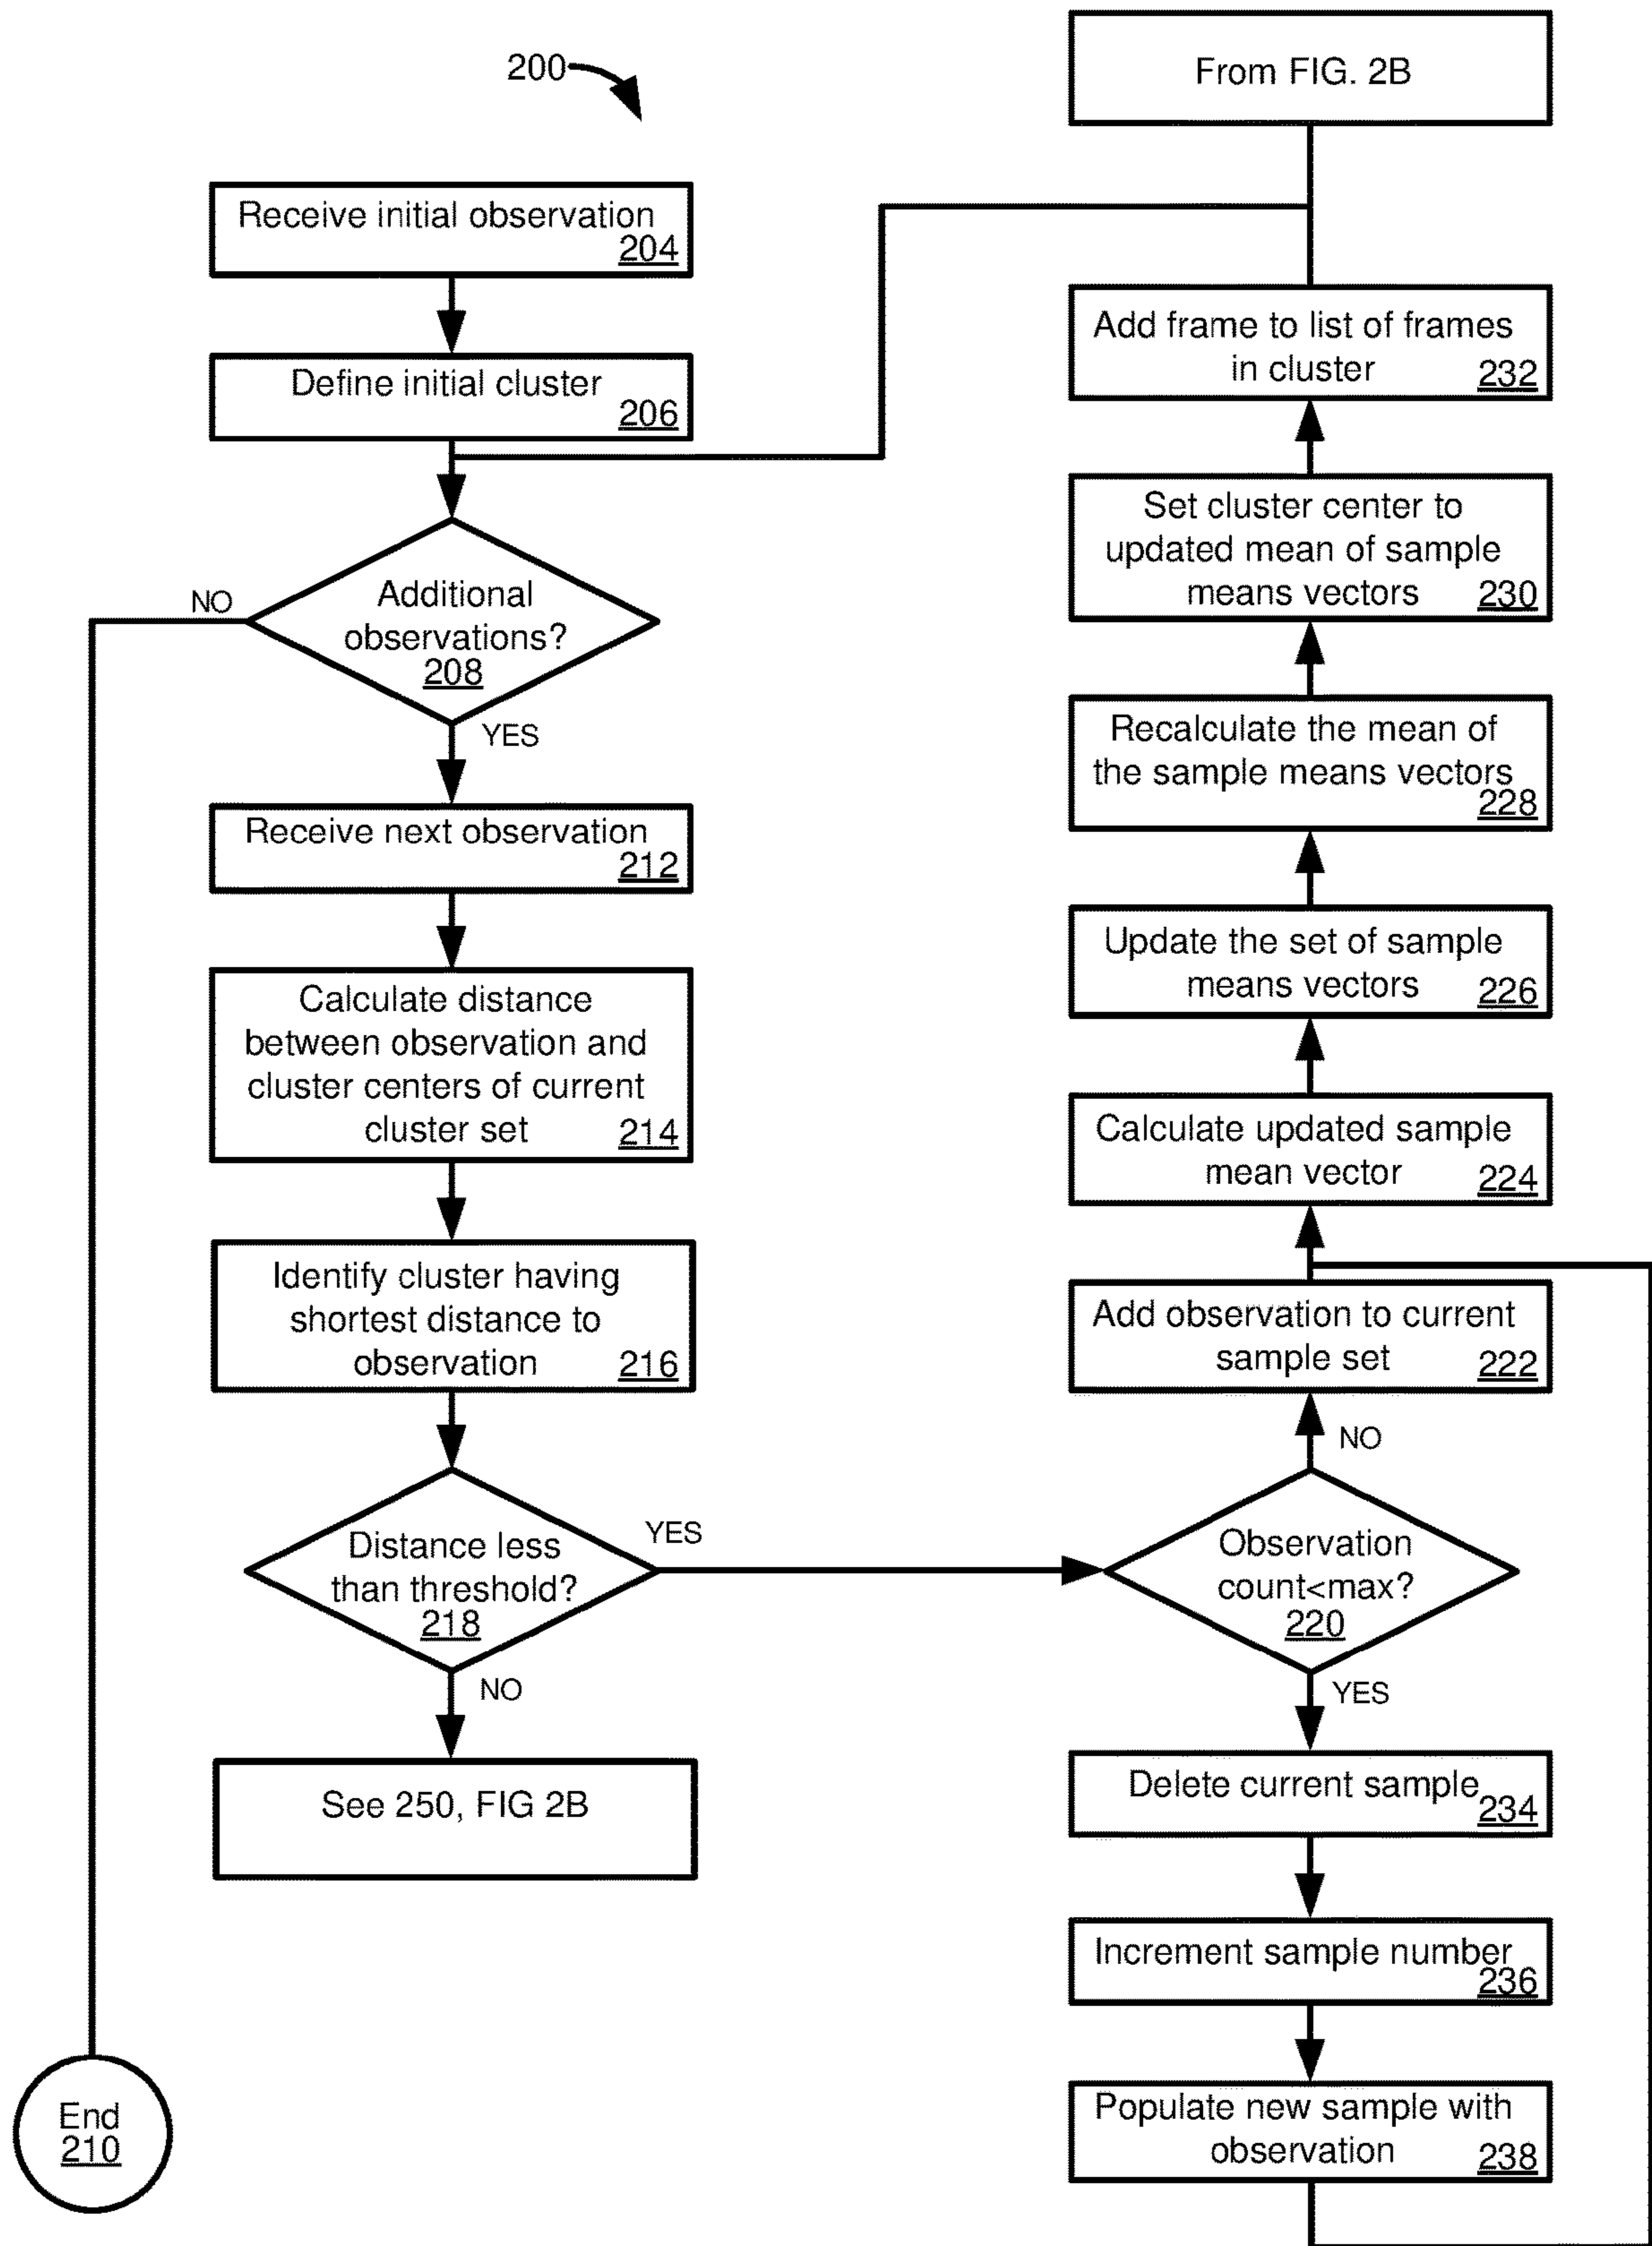 200
Receive initial observation
204
Define initial cluster
206
Additional
observations?
208
NO
YES
Receive next observation
212
Calculate distance
between observation and
cluster centers of current
cluster set 214
Identify cluster having
shortest distance to
observation 216
Distance less
than threshold?
218
YES
NO
See 250, FIG 2B
End
210
From FIG. 2B
Add frame to list of frames
in cluster 232
Set cluster center to
updated mean of sample
means vectors 230
Recalculate the mean of
the sample means vectors
228
Update the set of sample
means vectors 226
Calculate updated sample
mean vector 224
Add observation to current
sample set 222
NO
Observation
count<max?
220
YES
Delete current sample
234
Increment sample number
236
Populate new sample with
observation 238